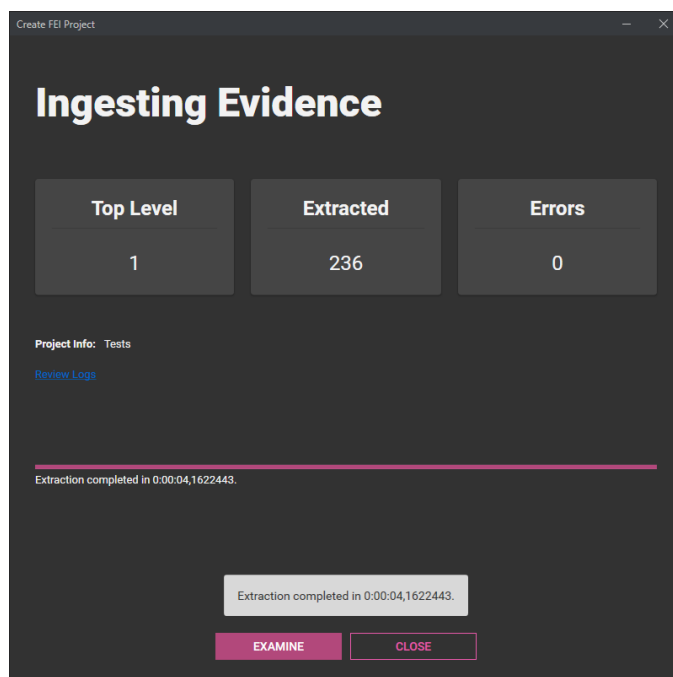 Create FEI Project
Ingesting Evidence
Top Level
1
Extracted
236
Errors
0
Project Info: Tests
Review Logs
Extraction completed in 0:00:04,1622443.
Extraction completed in 0:00:04,1622443.
EXAMINE
CLOSE